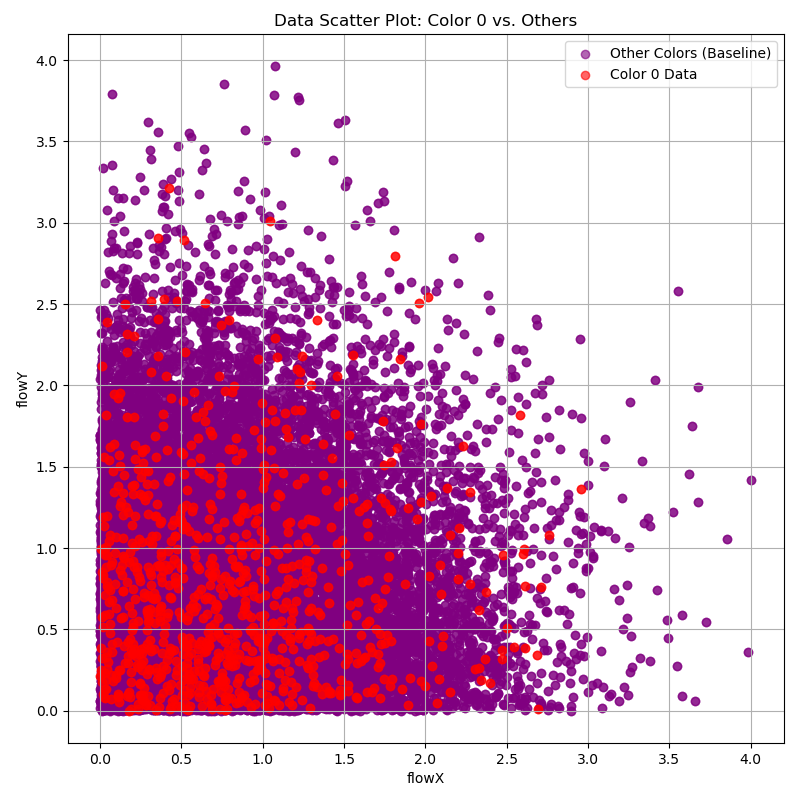 Data Scatter Plot: Color 0 vs. Others
Other Colors (Baseline)
Color 0 Data
4.0
3.5
3.0
2.5
2.0
1.5
1.0
0.5
0.0
flowY
0.0 0.5 1.0 1.5 2.0 2.5 3.0 3.5 4.0
flowX